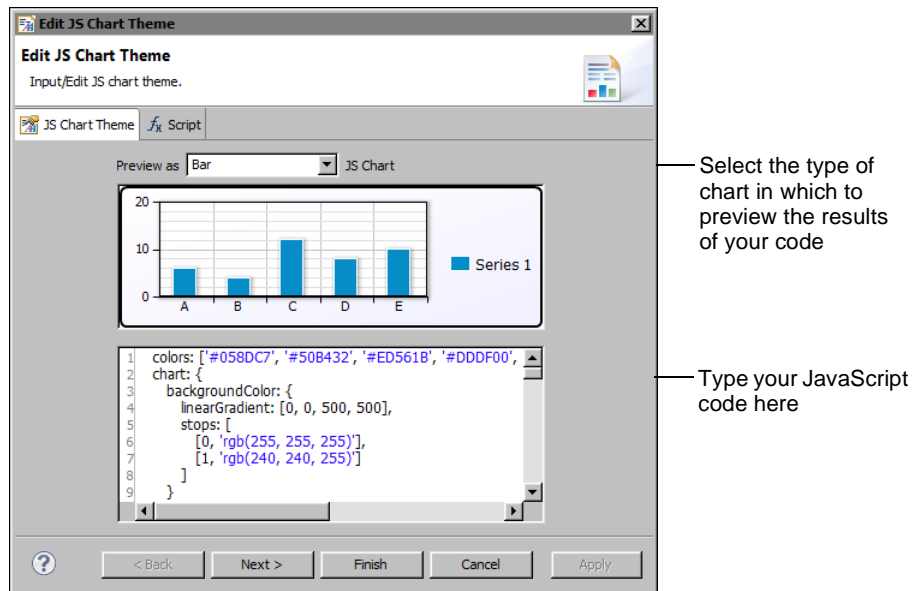 Edit JS Chart Theme
Edit JS Chart Theme
Input/Edit JS chart theme.
JS Chart Theme
fx Script
Preview as Bar JS Chart
20
10
0
A B C D E
Series 1
Select the type of
chart in which to
preview the results
of your code
1 colors: ['#058DC7', '#50B432', '#ED561B', '#DDDF00',
2 chart: {
3 backgroundColor: {
4 linearGradient: [0, 0, 500, 500],
5 stops: [
6 [0, 'rgb(255, 255, 255)'],
7 [1, 'rgb(240, 240, 255)']
8 ]
9 }
Type your JavaScript
code here
? < Back Next > Finish Cancel Apply